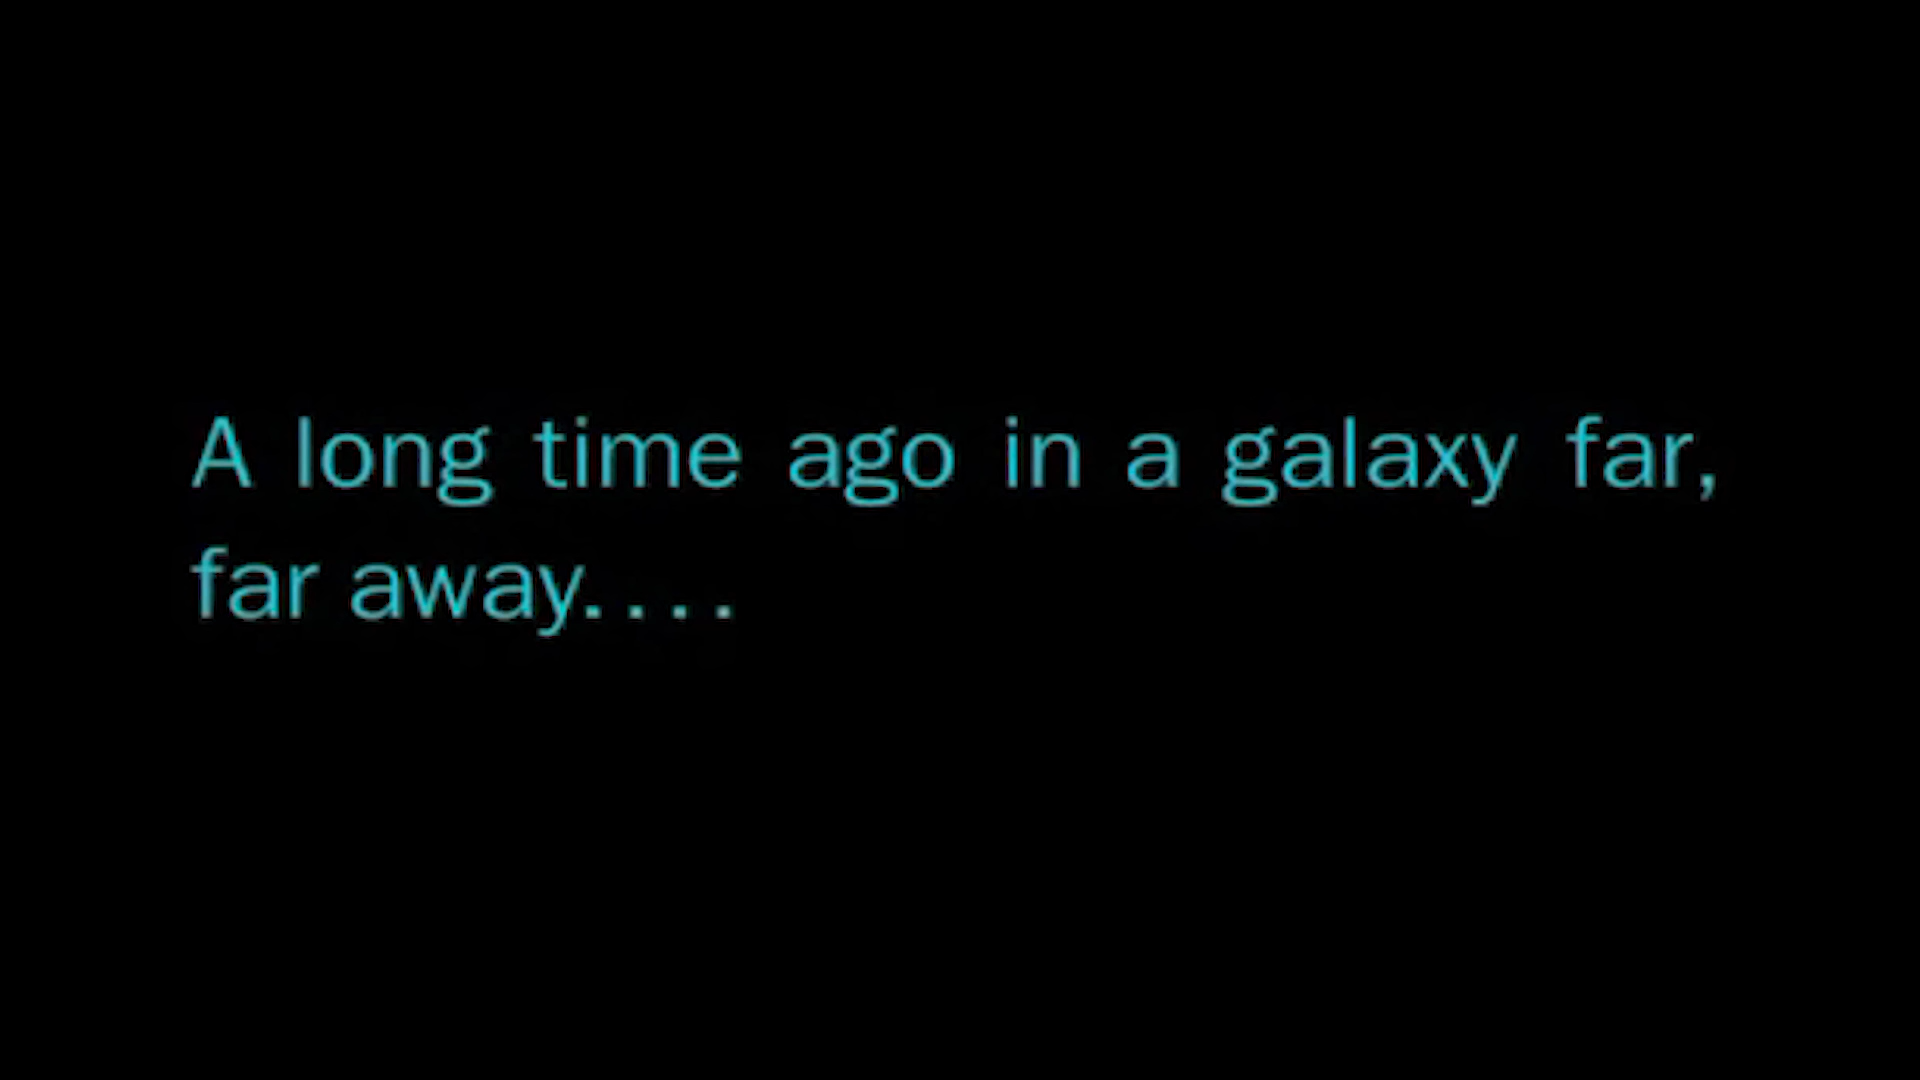 A long time ago in a galaxy far,
far away. . . .